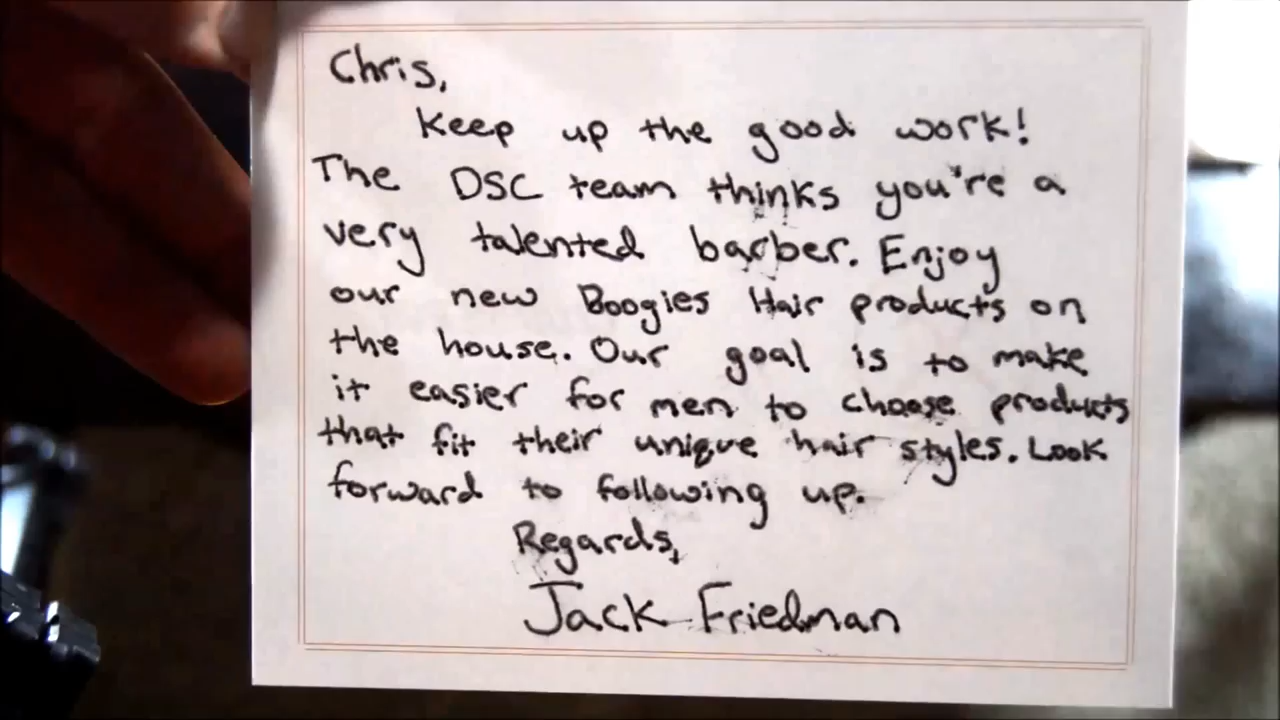 Chris,
Keep up the good work!
The DSC team thinks you're a
very talented barber. Enjoy
our new Boogies Hair products on
the house. Our goal is to make
it easier for men to choose products
that fit their unique hair styles. Look
forward to following up.
Regards,
Jack Friedman